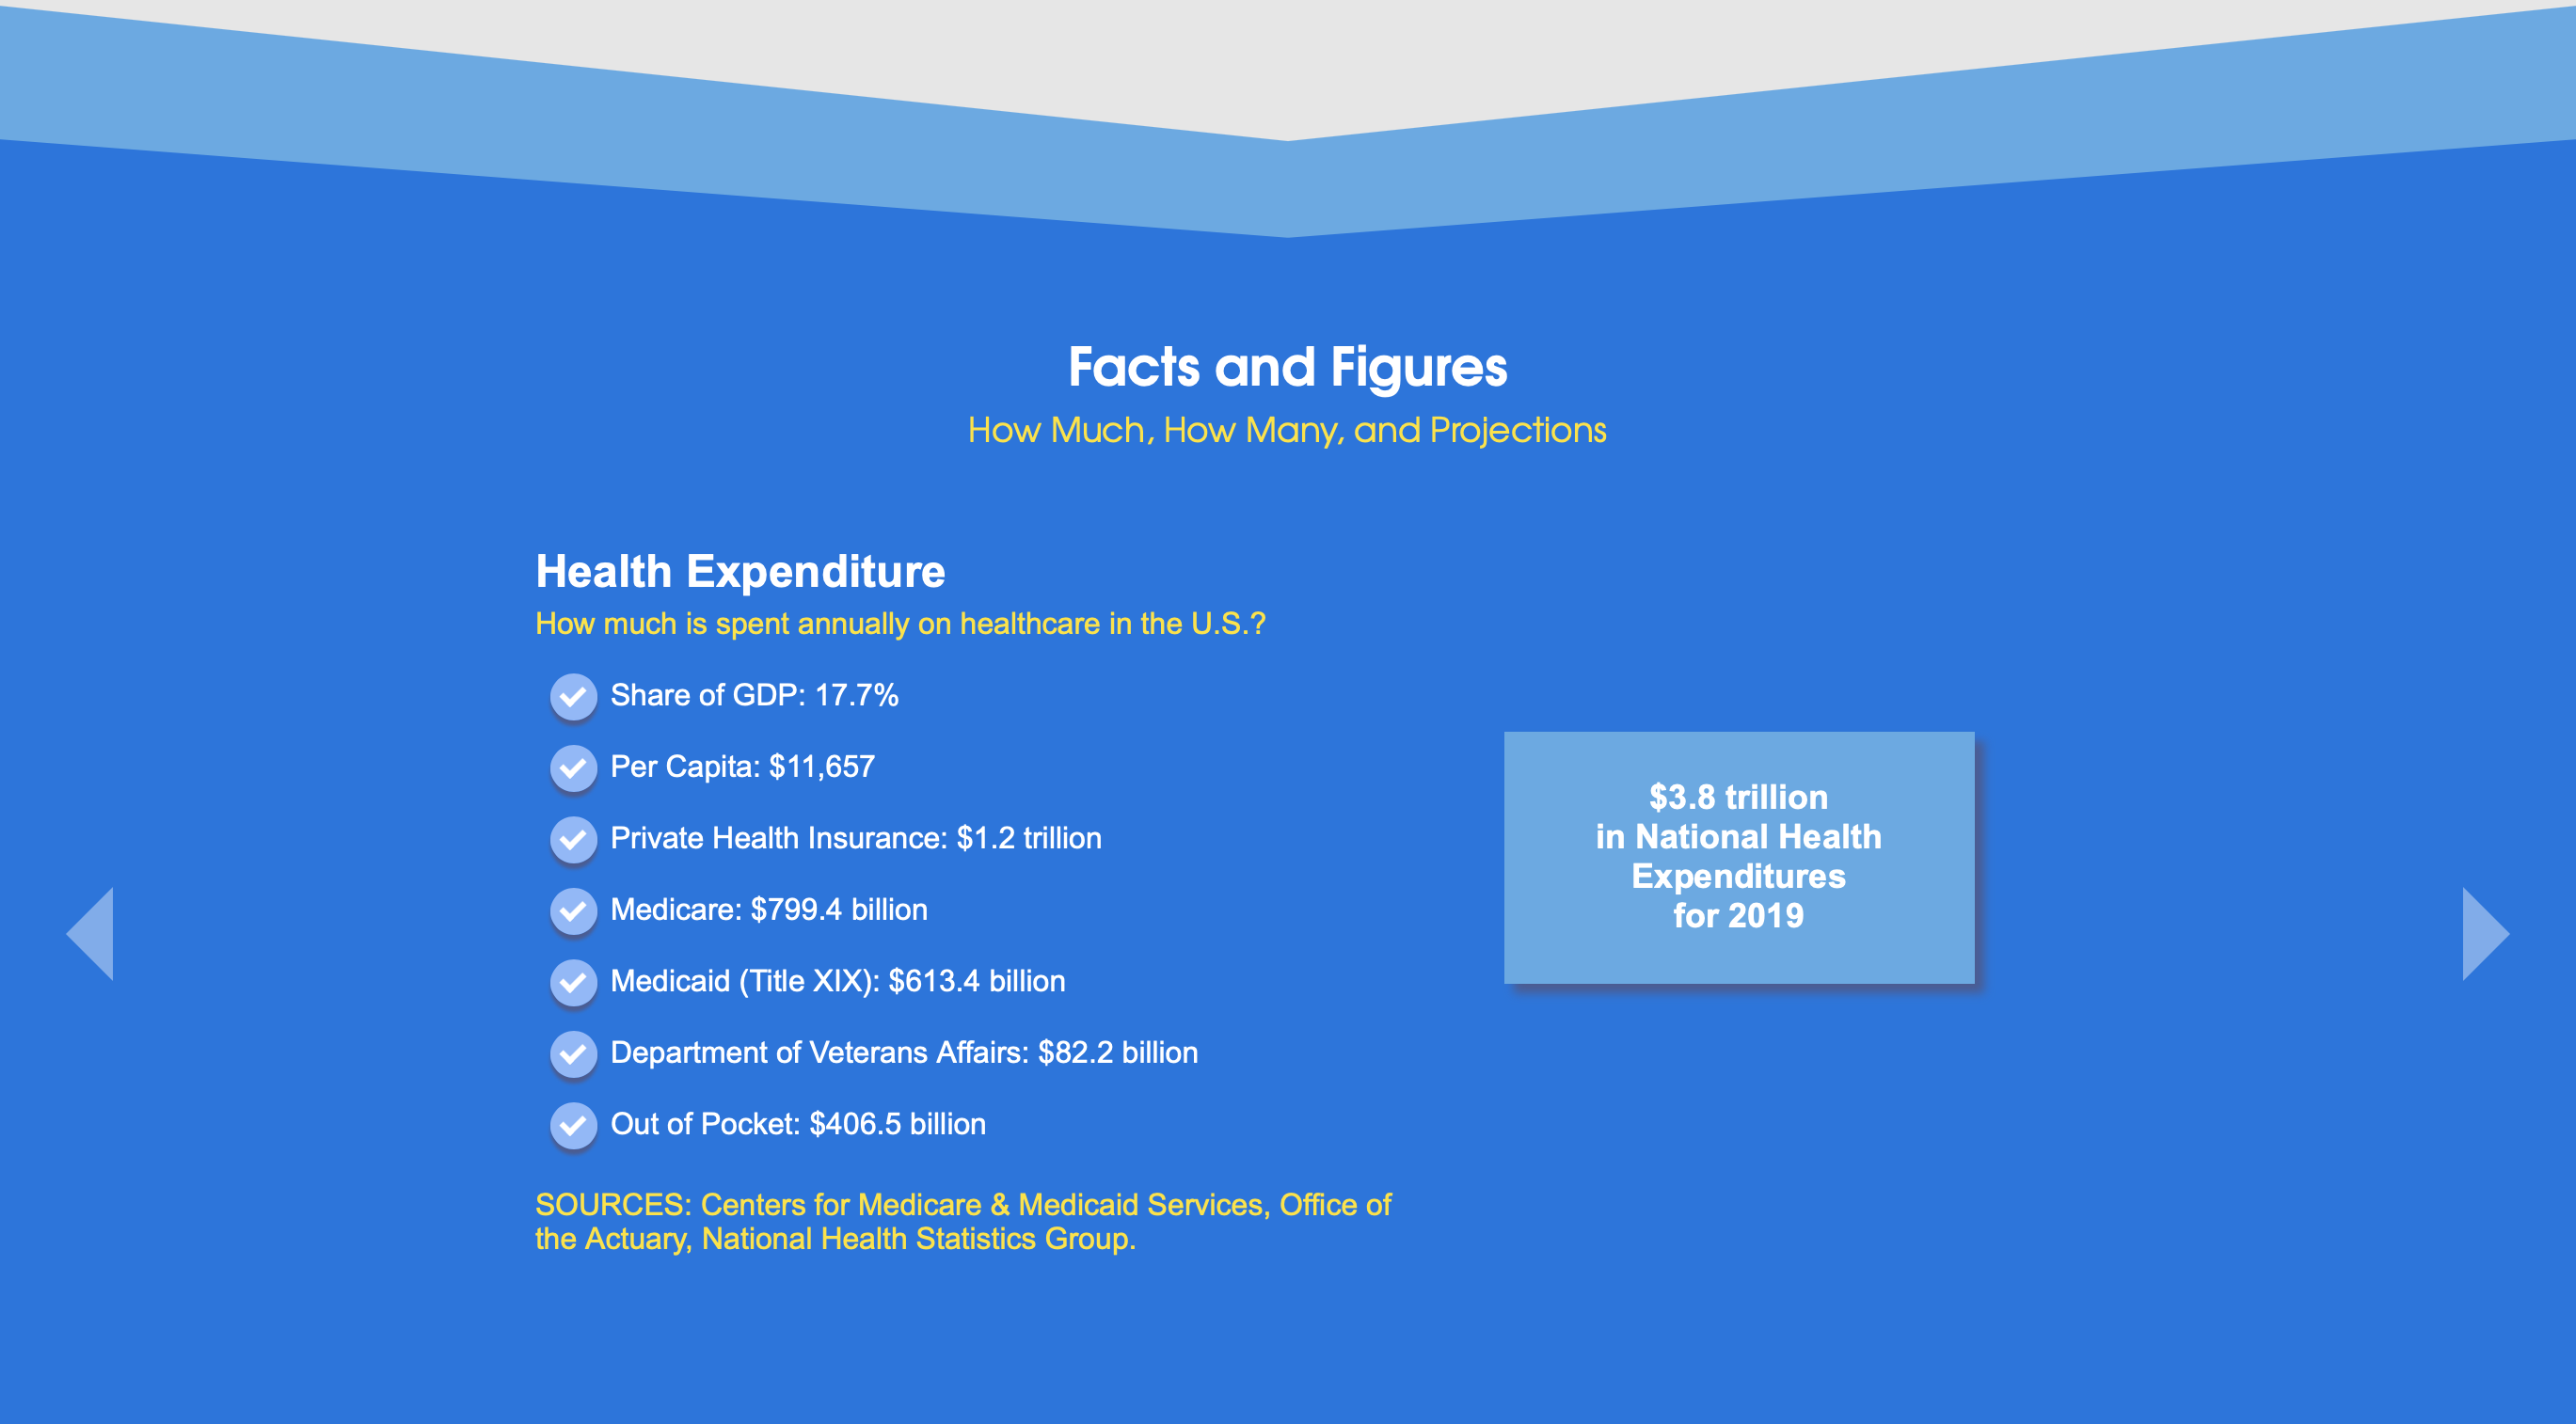 Facts and Figures
How Much, How Many, and Projections
Health Expenditure
How much is spent annually on healthcare in the U.S.?
Share of GDP: 17.7%
Per Capita: $11,657
Private Health Insurance: $1.2 trillion
Medicare: $799.4 billion
Medicaid (Title XIX): $613.4 billion
Department of Veterans Affairs: $82.2 billion
Out of Pocket: $406.5 billion
SOURCES: Centers for Medicare & Medicaid Services, Office of
the Actuary, National Health Statistics Group.
$3.8 trillion
in National Health
Expenditures
for 2019